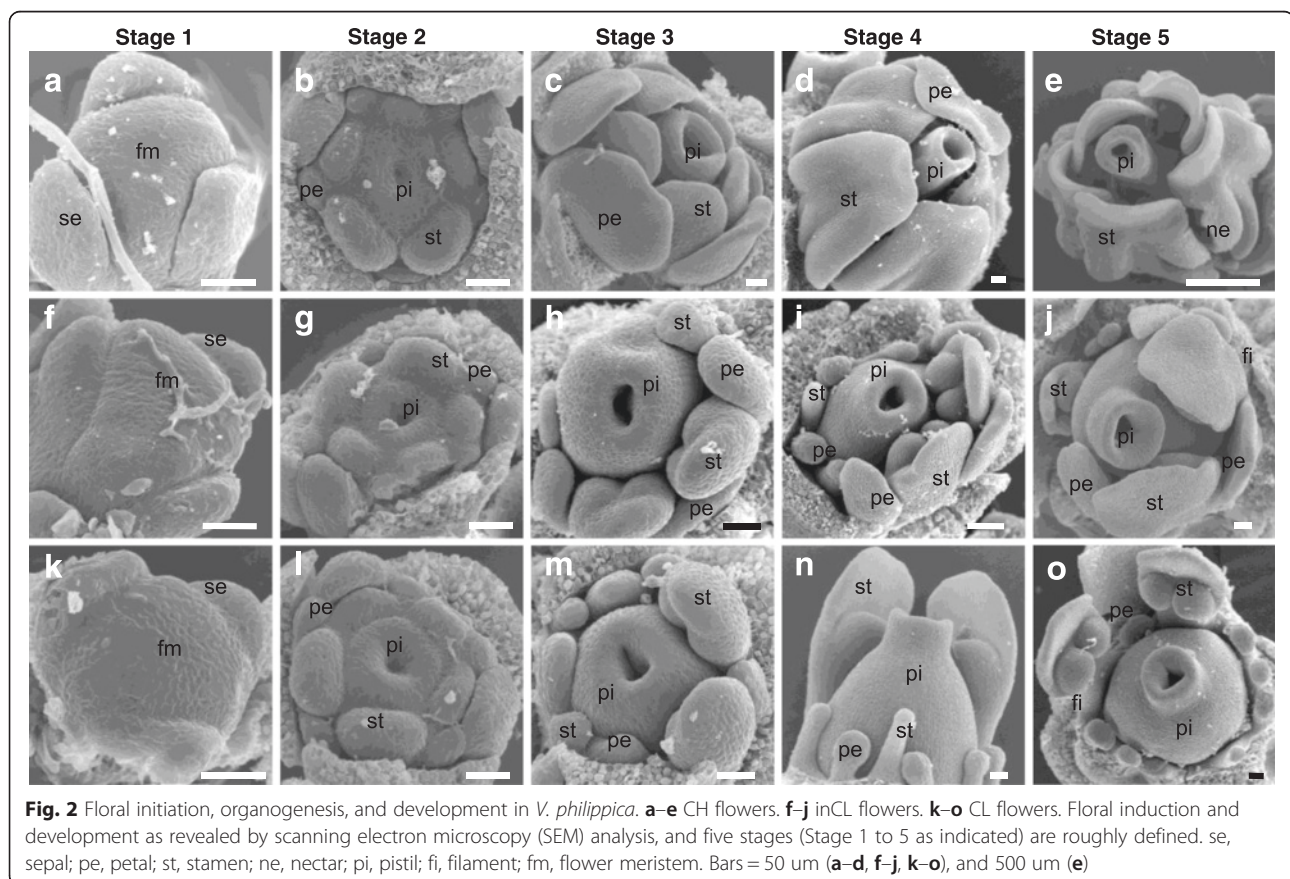 Stage 1 Stage 2 Stage 3 Stage 4 Stage 5
a fm se
b pe pi st
c pi pe st
d pe pi st
e pi st ne
f se fm
g st pe pi
h st pi pe st pe
i pi st pe pe st
j fi st pi pe pe st
k se fm
l pe pi st
m st pi st pe
n st pi st pe
o st pe fi pi
Fig. 2 Floral initiation, organogenesis, and development in V. philippica. a–e CH flowers. f–j inCL flowers. k–o CL flowers. Floral induction and
development as revealed by scanning electron microscopy (SEM) analysis, and five stages (Stage 1 to 5 as indicated) are roughly defined. se,
sepal; pe, petal; st, stamen; ne, nectar; pi, pistil; fi, filament; fm, flower meristem. Bars = 50 um (a–d, f–j, k–o), and 500 um (e)